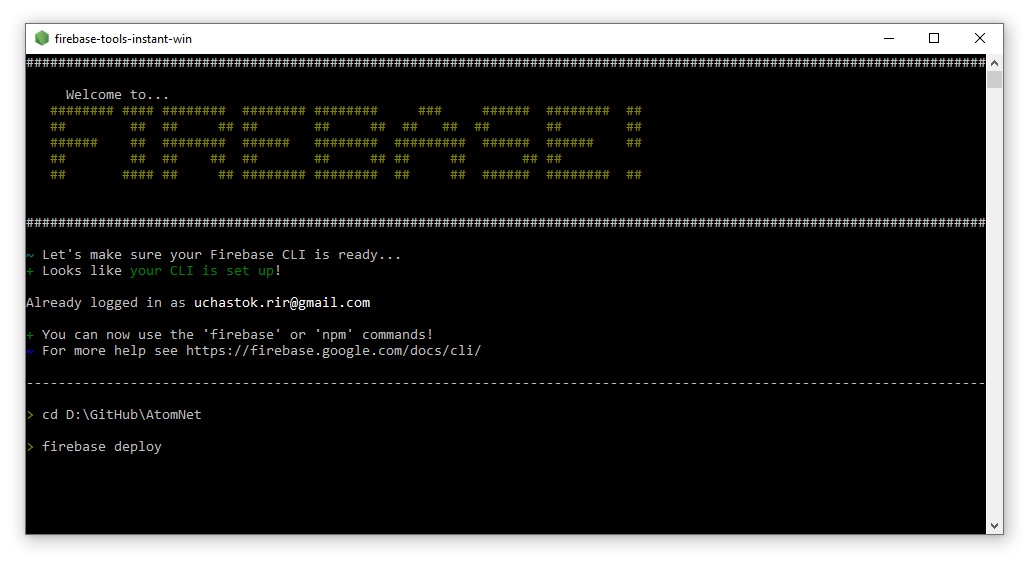 firebase-tools-instant-win
########################################################################################################################
Welcome to...
######## #### ########  ######## ########     ###     ######  ########  ##
##        ##  ##     ## ##       ##     ##  ## ##   ##       ##        ##
######    ##  ########  ######   ########  #########  ######  ######    ##
##        ##  ##    ##  ##       ##     ## ##     ##       ## ##
##       #### ##     ## ######## ########  ##     ##  ######  ########  ##
########################################################################################################################
~ Let's make sure your Firebase CLI is ready...
+ Looks like your CLI is set up!
Already logged in as uchastok.rir@gmail.com
+ You can now use the 'firebase' or 'npm' commands!
~ For more help see https://firebase.google.com/docs/cli/
------------------------------------------------------------------------------------------------------------------------
> cd D:\GitHub\AtomNet
> firebase deploy